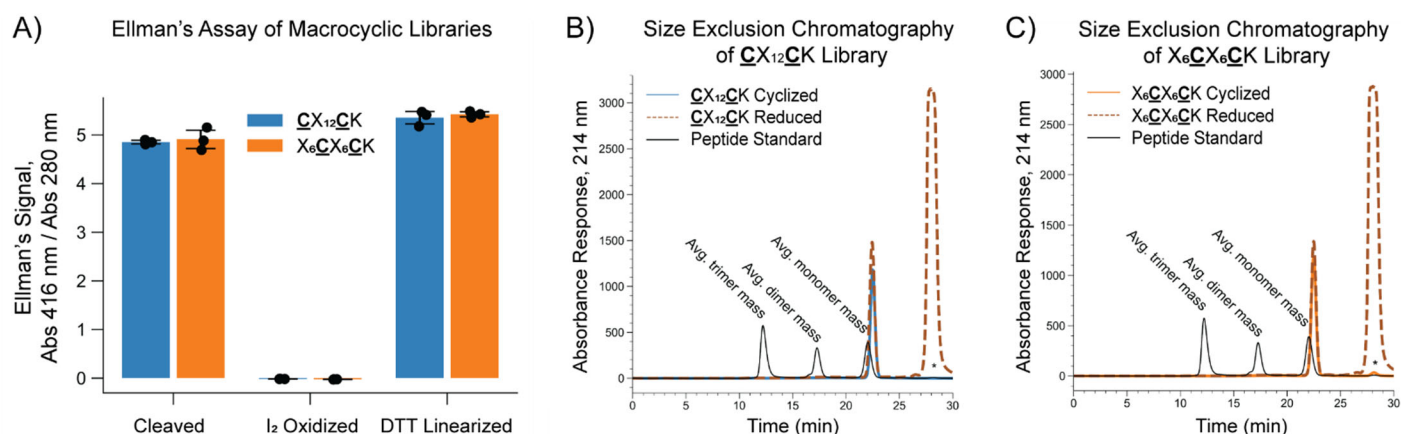 A)
Ellman's Assay of Macrocyclic Libraries
Ellman's Signal,
Abs 416 nm / Abs 280 nm
5
4
3
2
1
0
CX₁₂CK
X₆CX₆CK
Cleaved
I₂ Oxidized
DTT Linearized
B)
Size Exclusion Chromatography
of CX₁₂CK Library
Absorbance Response, 214 nm
3000
2500
2000
1500
1000
500
0
CX₁₂CK Cyclized
CX₁₂CK Reduced
Peptide Standard
Avg. trimer mass
Avg. dimer mass
Avg. monomer mass
*
0
5
10
15
20
25
30
Time (min)
C)
Size Exclusion Chromatography
of X₆CX₆CK Library
Absorbance Response, 214 nm
3000
2500
2000
1500
1000
500
0
X₆CX₆CK Cyclized
X₆CX₆CK Reduced
Peptide Standard
Avg. trimer mass
Avg. dimer mass
Avg. monomer mass
*
0
5
10
15
20
25
30
Time (min)